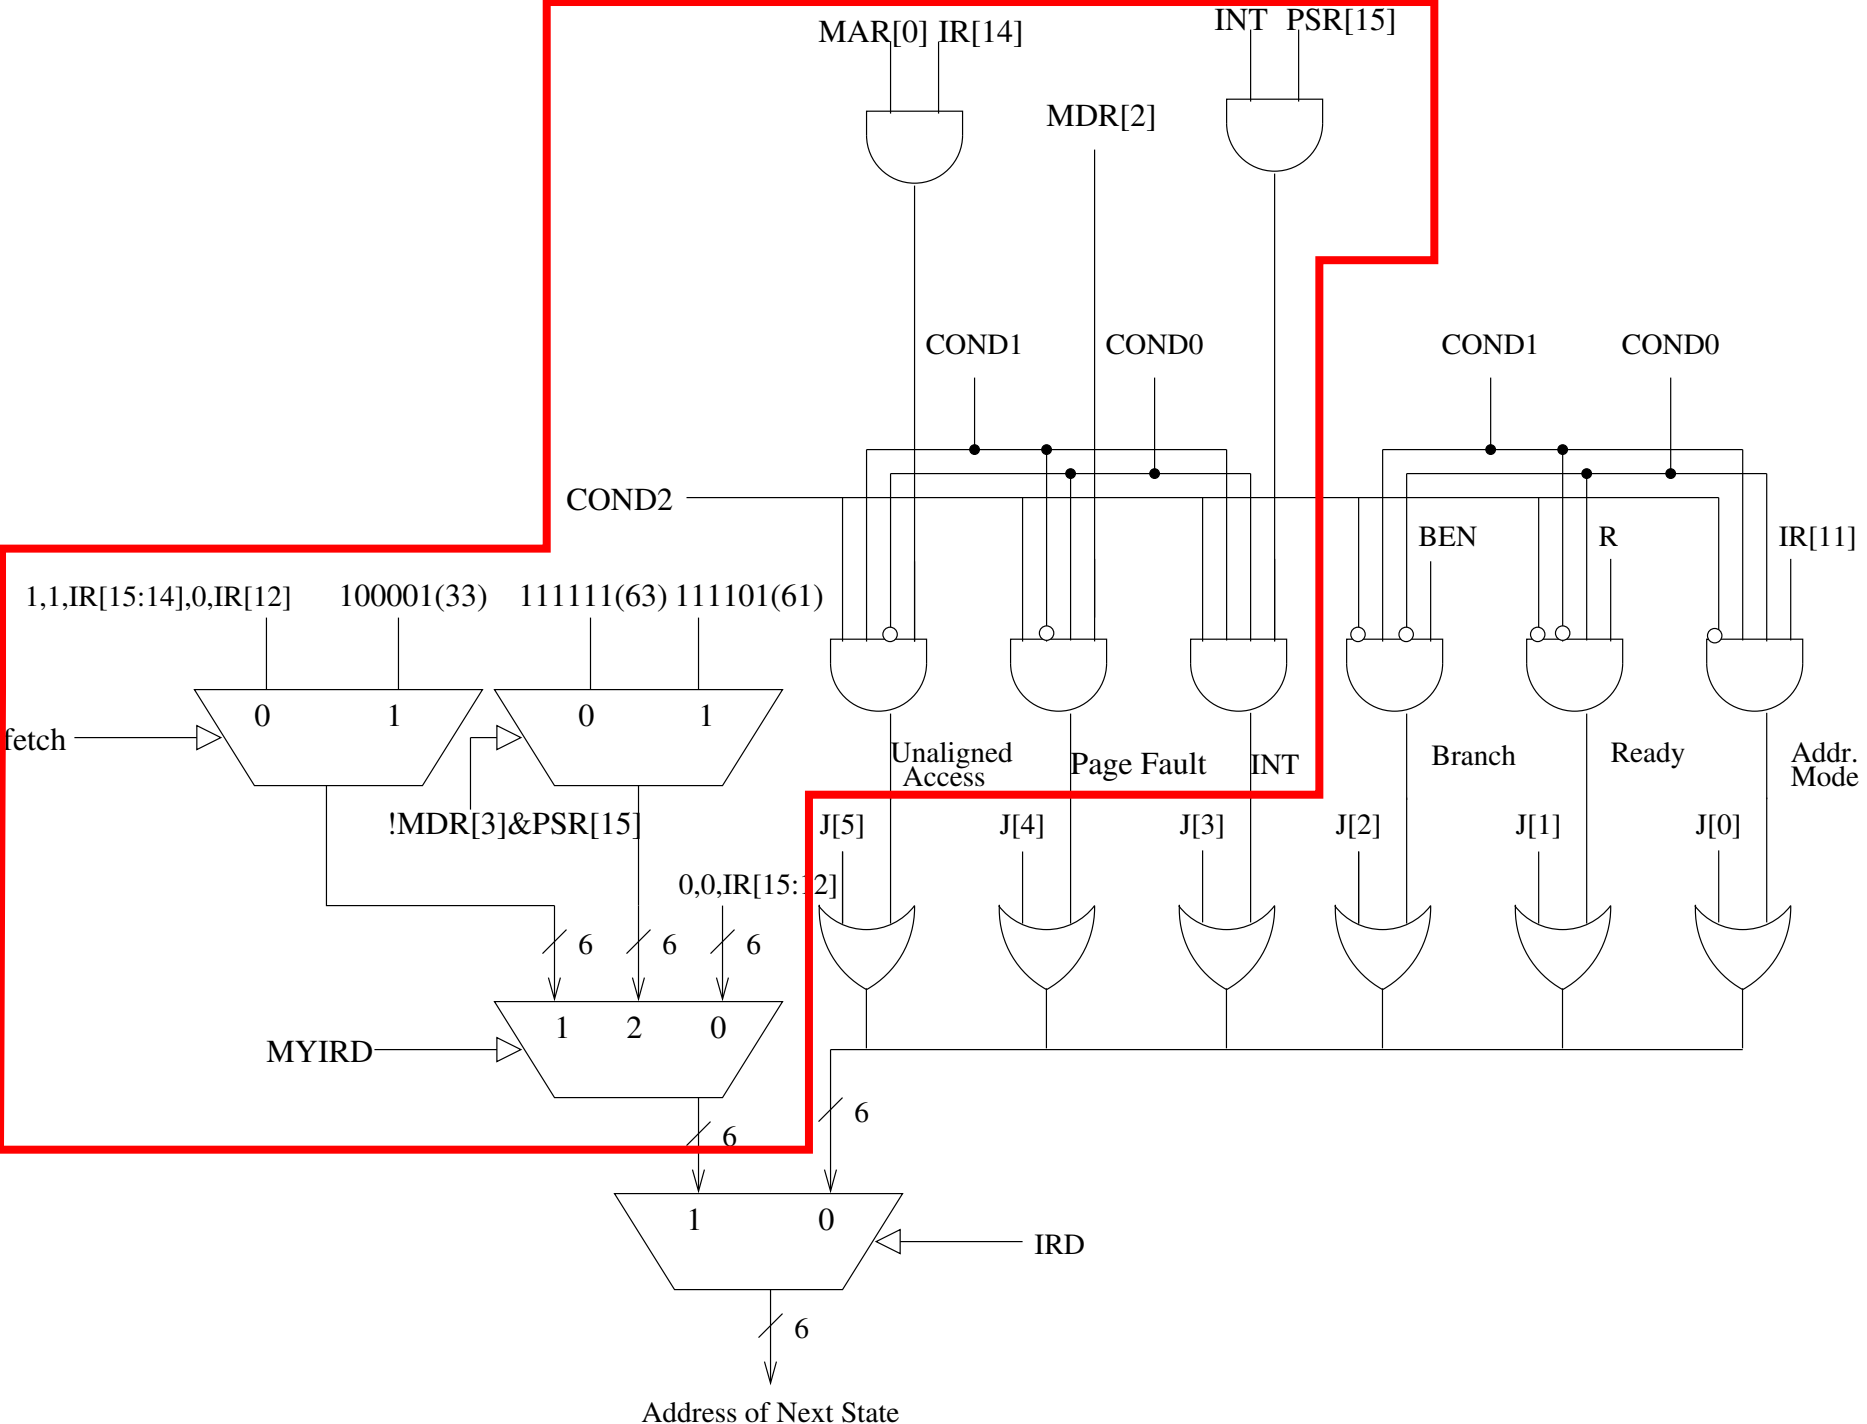 MAR[0] IR[14]
INT PSR[15]
MDR[2]
COND1
COND0
COND1
COND0
COND2
BEN
R
IR[11]
1,1,IR[15:14],0,IR[12]
100001(33)
111111(63)
111101(61)
0
1
0
1
fetch
Unaligned
Access
Page Fault
INT
Branch
Ready
Addr.
Mode
!MDR[3]&PSR[15]
J[5]
J[4]
J[3]
J[2]
J[1]
J[0]
0,0,IR[15:12]
6
6
6
1
2
0
MYIRD
6
6
1
0
IRD
6
Address of Next State